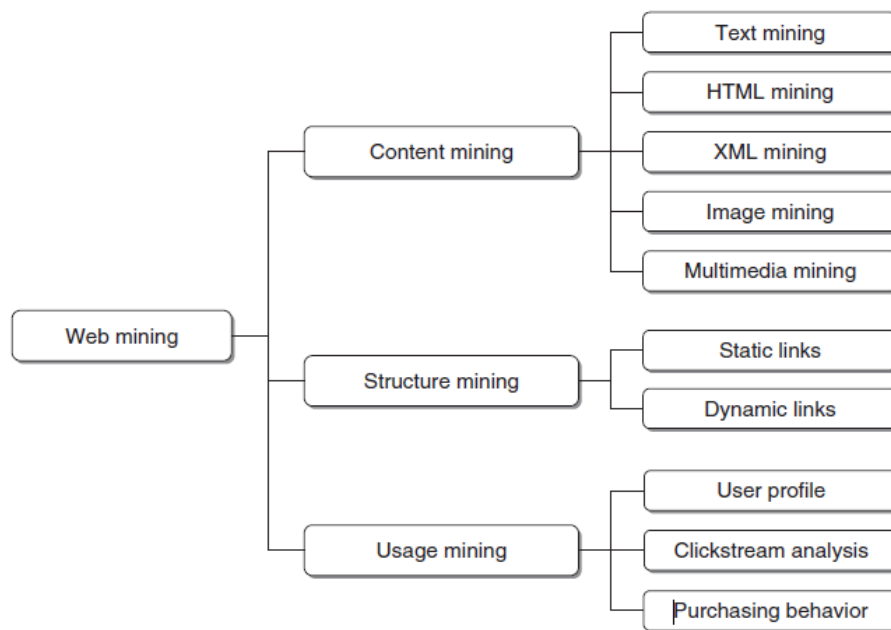 Text mining
HTML mining
Content mining
XML mining
Image mining
Multimedia mining
Web mining
Static links
Structure mining
Dynamic links
User profile
Usage mining
Clickstream analysis
Purchasing behavior